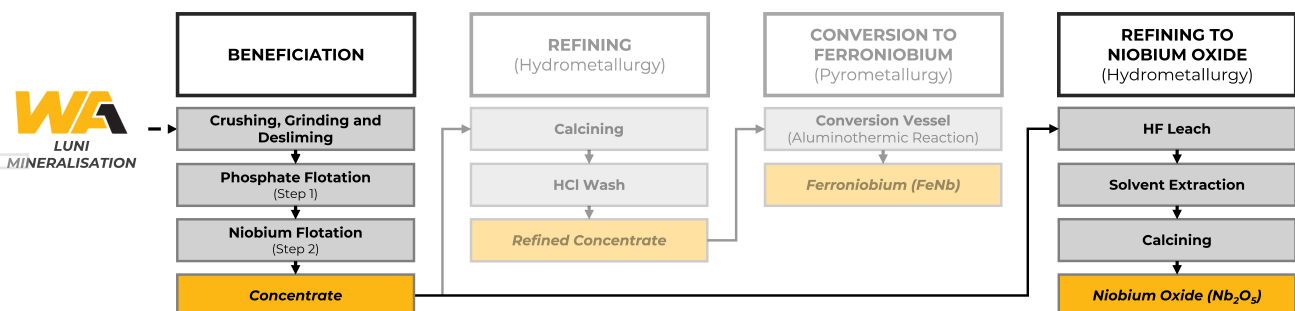 WA1
LUNI
MINERALISATION
BENEFICIATION
Crushing, Grinding and
Desliming
Phosphate Flotation
(Step 1)
Niobium Flotation
(Step 2)
Concentrate
REFINING
(Hydrometallurgy)
Calcining
HCl Wash
Refined Concentrate
CONVERSION TO
FERRONIOBIUM
(Pyrometallurgy)
Conversion Vessel
(Aluminothermic Reaction)
Ferroniobium (FeNb)
REFINING TO
NIOBIUM OXIDE
(Hydrometallurgy)
HF Leach
Solvent Extraction
Calcining
Niobium Oxide (Nb₂O₅)